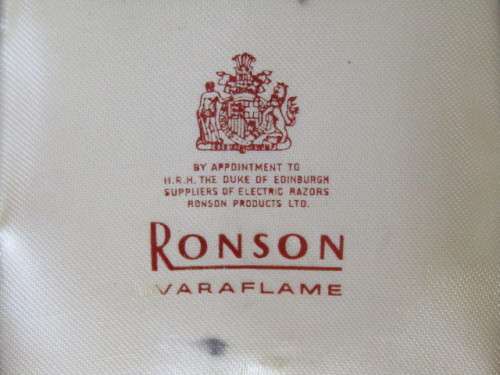 BY APPOINTMENT TO
H.R.H. THE DUKE OF EDINBURGH
SUPPLIERS OF ELECTRIC RAZORS
RONSON PRODUCTS LTD.
RONSON
VARAFLAME